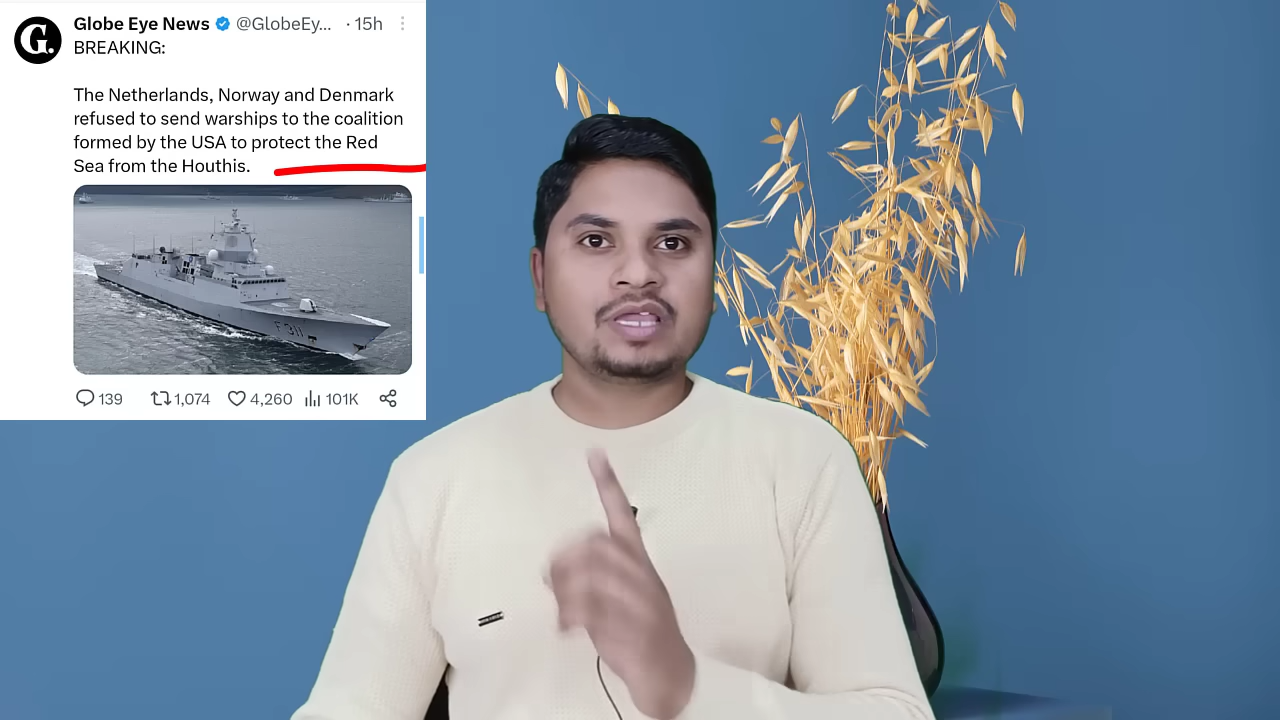 G.
Globe Eye News @GlobeEy... · 15h
BREAKING:
The Netherlands, Norway and Denmark
refused to send warships to the coalition
formed by the USA to protect the Red
Sea from the Houthis.
F311
139 1,074 4,260 101K